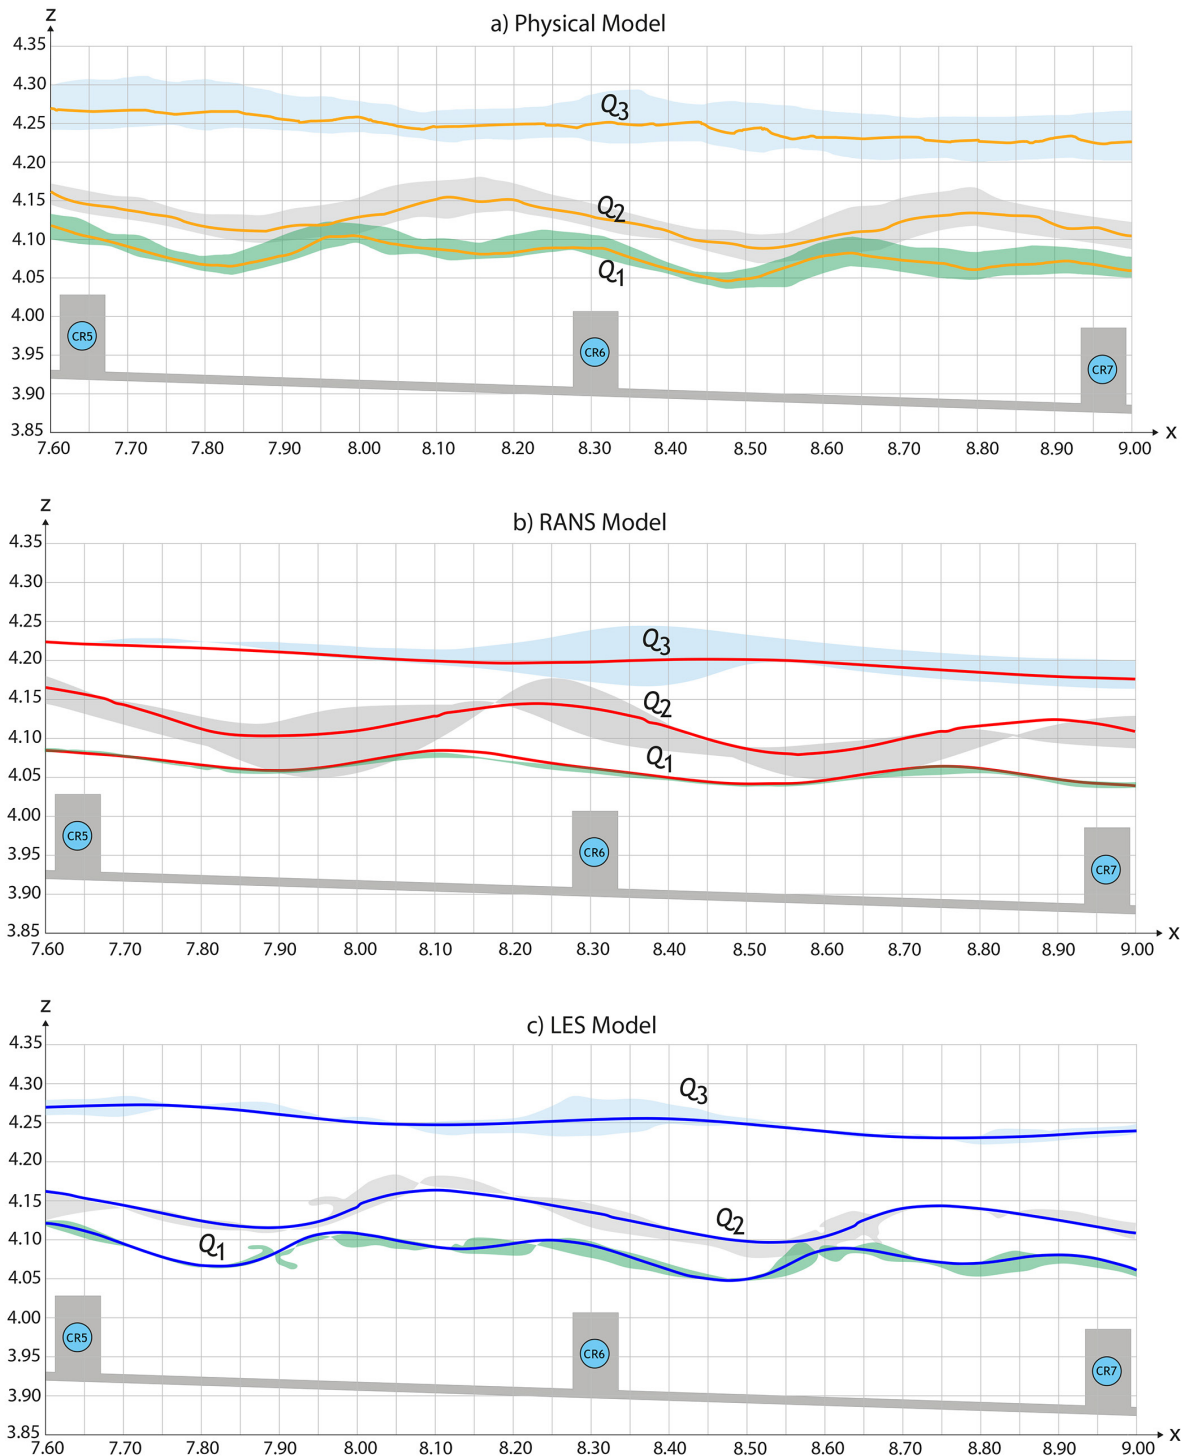 a) Physical Model
z
4.35
4.30
4.25
4.20
4.15
4.10
4.05
4.00
3.95
3.90
3.85
Q3
Q2
Q1
CR5
CR6
CR7
7.60 7.70 7.80 7.90 8.00 8.10 8.20 8.30 8.40 8.50 8.60 8.70 8.80 8.90 9.00 x
b) RANS Model
z
4.35
4.30
4.25
4.20
4.15
4.10
4.05
4.00
3.95
3.90
3.85
Q3
Q2
Q1
CR5
CR6
CR7
7.60 7.70 7.80 7.90 8.00 8.10 8.20 8.30 8.40 8.50 8.60 8.70 8.80 8.90 9.00 x
c) LES Model
z
4.35
4.30
4.25
4.20
4.15
4.10
4.05
4.00
3.95
3.90
3.85
Q3
Q2
Q1
CR5
CR6
CR7
7.60 7.70 7.80 7.90 8.00 8.10 8.20 8.30 8.40 8.50 8.60 8.70 8.80 8.90 9.00 x